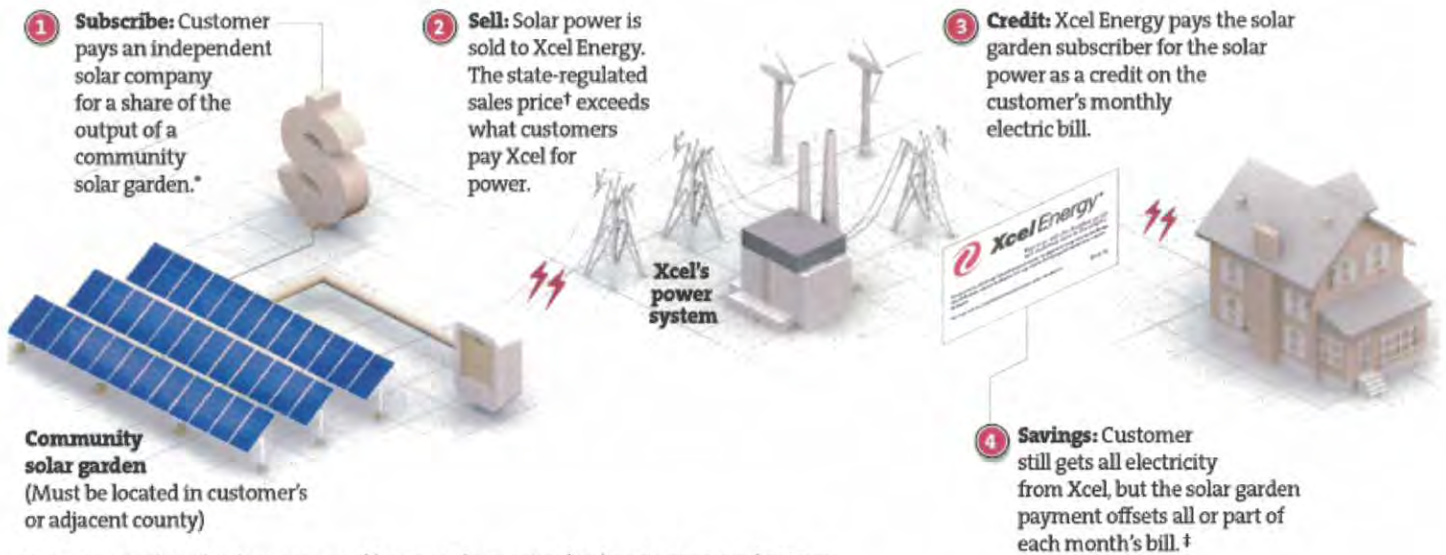 1 Subscribe: Customer
pays an independent
solar company
for a share of the
output of a
community
solar garden.*
2 Sell: Solar power is
sold to Xcel Energy.
The state-regulated
sales price† exceeds
what customers
pay Xcel for
power.
3 Credit: Xcel Energy pays the solar
garden subscriber for the solar
power as a credit on the
customer's monthly
electric bill.
Xcel's
power
system
Xcel Energy
Community
solar garden
(Must be located in customer's
or adjacent county)
4 Savings: Customer
still gets all electricity
from Xcel, but the solar garden
payment offsets all or part of
each month's bill. ‡